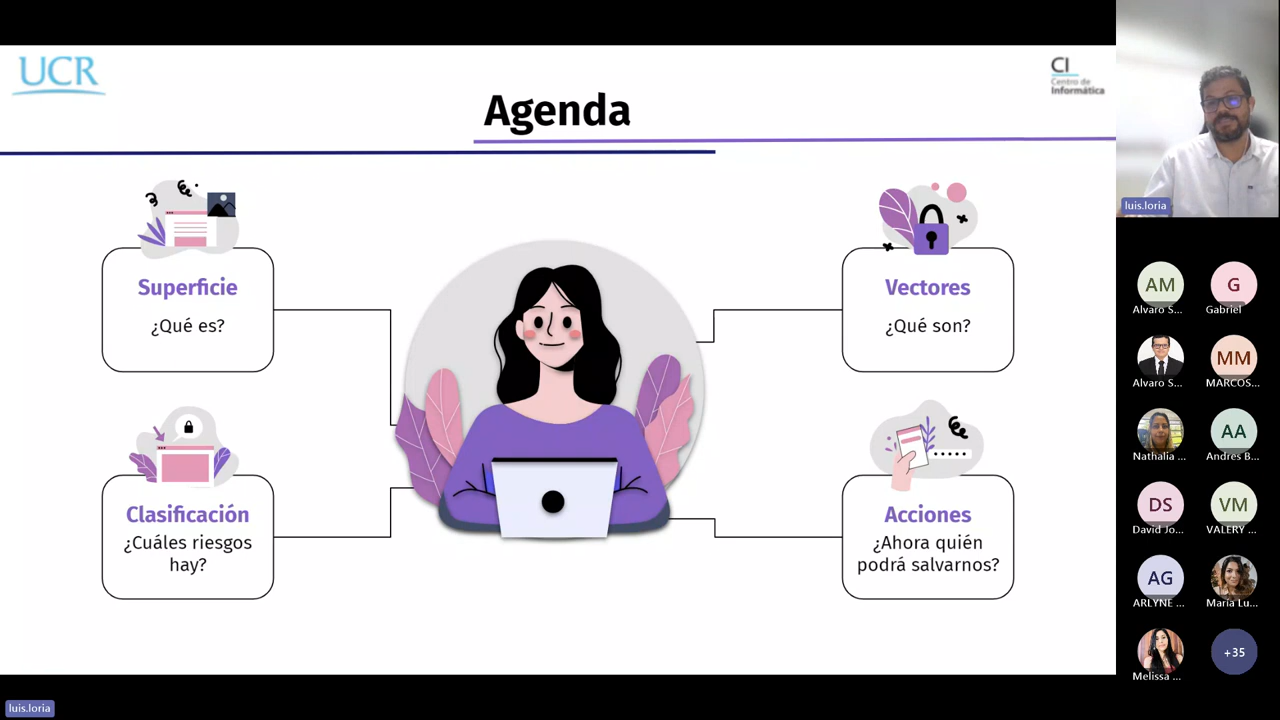 UCR
CI
Centro de
Informática
Agenda
Superficie
¿Qué es?
Vectores
¿Qué son?
Clasificación
¿Cuáles riesgos
hay?
Acciones
¿Ahora quién
podrá salvarnos?
luis.loria
AM
Alvaro S...
G
Gabriel
Alvaro S...
MM
MARCOS...
Nathalia ...
AA
Andres B...
DS
David Jo...
VM
VALERY ...
AG
ARLYNE ...
María Lu...
Melissa ...
+35
luis.loria